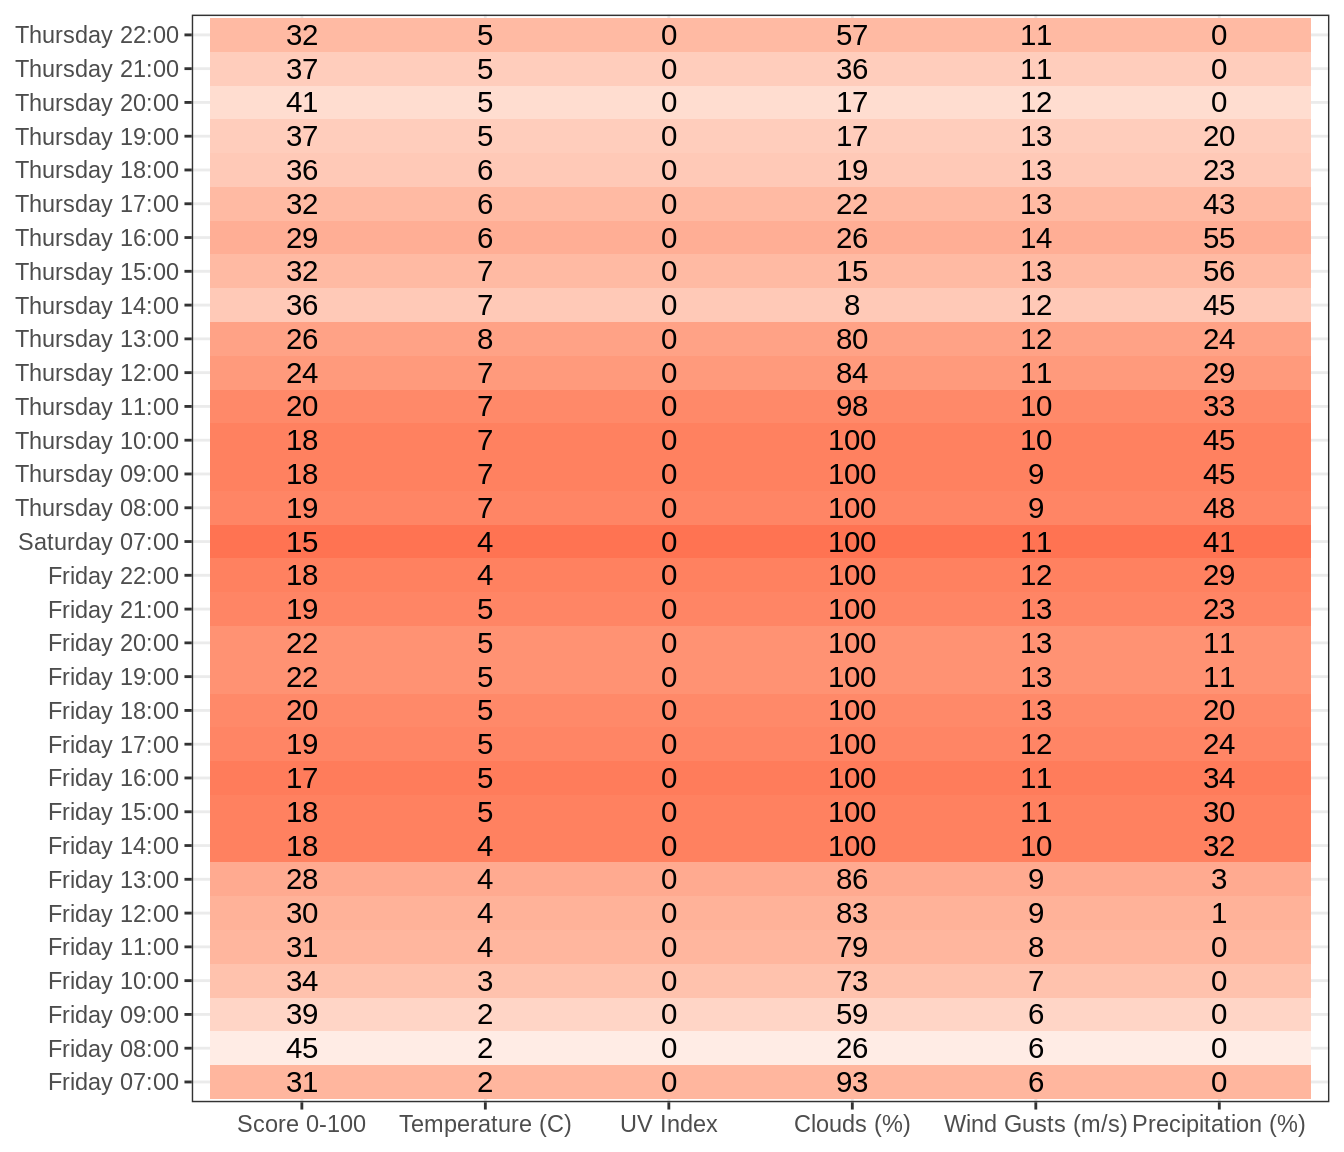 Thursday 22:00 32 5 0 57 11 0
Thursday 21:00 37 5 0 36 11 0
Thursday 20:00 41 5 0 17 12 0
Thursday 19:00 37 5 0 17 13 20
Thursday 18:00 36 6 0 19 13 23
Thursday 17:00 32 6 0 22 13 43
Thursday 16:00 29 6 0 26 14 55
Thursday 15:00 32 7 0 15 13 56
Thursday 14:00 36 7 0 8 12 45
Thursday 13:00 26 8 0 80 12 24
Thursday 12:00 24 7 0 84 11 29
Thursday 11:00 20 7 0 98 10 33
Thursday 10:00 18 7 0 100 10 45
Thursday 09:00 18 7 0 100 9 45
Thursday 08:00 19 7 0 100 9 48
Saturday 07:00 15 4 0 100 11 41
Friday 22:00 18 4 0 100 12 29
Friday 21:00 19 5 0 100 13 23
Friday 20:00 22 5 0 100 13 11
Friday 19:00 22 5 0 100 13 11
Friday 18:00 20 5 0 100 13 20
Friday 17:00 19 5 0 100 12 24
Friday 16:00 17 5 0 100 11 34
Friday 15:00 18 5 0 100 11 30
Friday 14:00 18 4 0 100 10 32
Friday 13:00 28 4 0 86 9 3
Friday 12:00 30 4 0 83 9 1
Friday 11:00 31 4 0 79 8 0
Friday 10:00 34 3 0 73 7 0
Friday 09:00 39 2 0 59 6 0
Friday 08:00 45 2 0 26 6 0
Friday 07:00 31 2 0 93 6 0
Score 0-100 Temperature (C) UV Index Clouds (%) Wind Gusts (m/s) Precipitation (%)